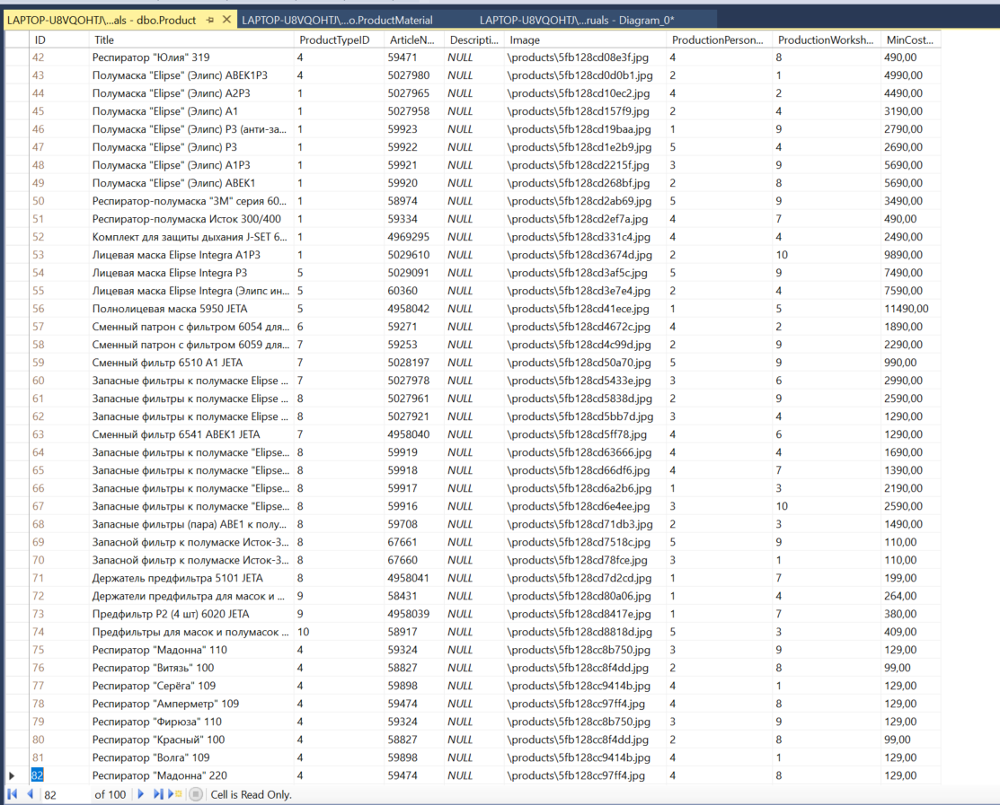 LAPTOP-U8VQOHTJ\...als - dbo.Product LAPTOP-U8VQOHTJ\...o.ProductMaterial LAPTOP-U8VQOHTJ\...ruals - Diagram_0*
ID Title ProductTypeID ArticleN... Descripti... Image ProductionPerson... ProductionWorksh... MinCost...
42 Респиратор "Юлия" 319 4 59471 NULL \products\5fb128cd08e3f.jpg 4 8 490,00
43 Полумаска "Elipse" (Элипс) ABEK1P3 4 5027980 NULL \products\5fb128cd0d0b1.jpg 2 1 4990,00
44 Полумаска "Elipse" (Элипс) A2P3 1 5027965 NULL \products\5fb128cd10ec2.jpg 4 2 4490,00
45 Полумаска "Elipse" (Элипс) А1 1 5027958 NULL \products\5fb128cd157f9.jpg 2 4 3190,00
46 Полумаска "Elipse" (Элипс) P3 (анти-за... 1 59923 NULL \products\5fb128cd19baa.jpg 1 9 2790,00
47 Полумаска "Elipse" (Элипс) Р3 1 59922 NULL \products\5fb128cd1e2b9.jpg 5 4 2690,00
48 Полумаска "Elipse" (Элипс) А1P3 1 59921 NULL \products\5fb128cd2215f.jpg 3 9 5690,00
49 Полумаска "Elipse" (Элипс) ABEK1 1 59920 NULL \products\5fb128cd268bf.jpg 2 8 5690,00
50 Респиратор-полумаска "3М" серия 60... 1 58974 NULL \products\5fb128cd2ab69.jpg 5 9 3490,00
51 Респиратор-полумаска Исток 300/400 1 59334 NULL \products\5fb128cd2ef7a.jpg 4 7 490,00
52 Комплект для защиты дыхания J-SET 6... 1 4969295 NULL \products\5fb128cd331c4.jpg 4 4 2490,00
53 Лицевая маска Elipse Integra А1P3 1 5029610 NULL \products\5fb128cd3674d.jpg 2 10 9890,00
54 Лицевая маска Elipse Integra P3 5 5029091 NULL \products\5fb128cd3af5c.jpg 5 9 7490,00
55 Лицевая маска Elipse Integra (Элипс ин... 5 60360 NULL \products\5fb128cd3e7e4.jpg 2 4 7590,00
56 Полнолицевая маска 5950 JETA 5 4958042 NULL \products\5fb128cd41ece.jpg 1 5 11490,00
57 Сменный патрон с фильтром 6054 для... 6 59271 NULL \products\5fb128cd4672c.jpg 4 2 1890,00
58 Сменный патрон с фильтром 6059 для... 7 59253 NULL \products\5fb128cd4c99d.jpg 2 9 2290,00
59 Сменный фильтр 6510 А1 JETA 7 5028197 NULL \products\5fb128cd50a70.jpg 5 9 990,00
60 Запасные фильтры к полумаске Elipse ... 7 5027978 NULL \products\5fb128cd5433e.jpg 3 6 2990,00
61 Запасные фильтры к полумаске Elipse ... 8 5027961 NULL \products\5fb128cd5838d.jpg 2 9 2590,00
62 Запасные фильтры к полумаске Elipse ... 8 5027921 NULL \products\5fb128cd5bb7d.jpg 3 4 1290,00
63 Сменный фильтр 6541 ABEK1 JETA 7 4958040 NULL \products\5fb128cd5ff78.jpg 4 6 1290,00
64 Запасные фильтры к полумаске "Elipse... 8 59919 NULL \products\5fb128cd63666.jpg 4 4 1690,00
65 Запасные фильтры к полумаске "Elipse... 8 59918 NULL \products\5fb128cd66df6.jpg 4 7 1390,00
66 Запасные фильтры к полумаске "Elipse... 8 59917 NULL \products\5fb128cd6a2b6.jpg 1 3 2190,00
67 Запасные фильтры к полумаске "Elipse... 8 59916 NULL \products\5fb128cd6e4ee.jpg 3 10 2590,00
68 Запасные фильтры (пара) АВЕ1 к полу... 8 59708 NULL \products\5fb128cd71db3.jpg 2 3 1490,00
69 Запасной фильтр к полумаске Исток-3... 8 67661 NULL \products\5fb128cd7518c.jpg 5 9 110,00
70 Запасной фильтр к полумаске Исток-3... 8 67660 NULL \products\5fb128cd78fce.jpg 3 1 110,00
71 Держатель предфильтра 5101 JETA 8 4958041 NULL \products\5fb128cd7d2cd.jpg 1 7 199,00
72 Держатели предфильтра для масок и ... 9 58431 NULL \products\5fb128cd80a06.jpg 1 4 264,00
73 Предфильтр Р2 (4 шт) 6020 JETA 9 4958039 NULL \products\5fb128cd8417e.jpg 1 7 380,00
74 Предфильтры для масок и полумасок ... 10 58917 NULL \products\5fb128cd8818d.jpg 5 3 409,00
75 Респиратор "Мадонна" 110 4 59324 NULL \products\5fb128cc8b750.jpg 3 9 129,00
76 Респиратор "Витязь" 100 4 58827 NULL \products\5fb128cc8f4dd.jpg 2 8 99,00
77 Респиратор "Серёга" 109 4 59898 NULL \products\5fb128cc9414b.jpg 4 1 129,00
78 Респиратор "Амперметр" 109 4 59474 NULL \products\5fb128cc97ff4.jpg 4 8 129,00
79 Респиратор "Фирюза" 110 4 59324 NULL \products\5fb128cc8b750.jpg 3 9 129,00
80 Респиратор "Красный" 100 4 58827 NULL \products\5fb128cc8f4dd.jpg 2 8 99,00
81 Респиратор "Волга" 109 4 59898 NULL \products\5fb128cc9414b.jpg 4 1 129,00
82 Респиратор "Мадонна" 220 4 59474 NULL \products\5fb128cc97ff4.jpg 4 8 129,00
82 of 100 Cell is Read Only.